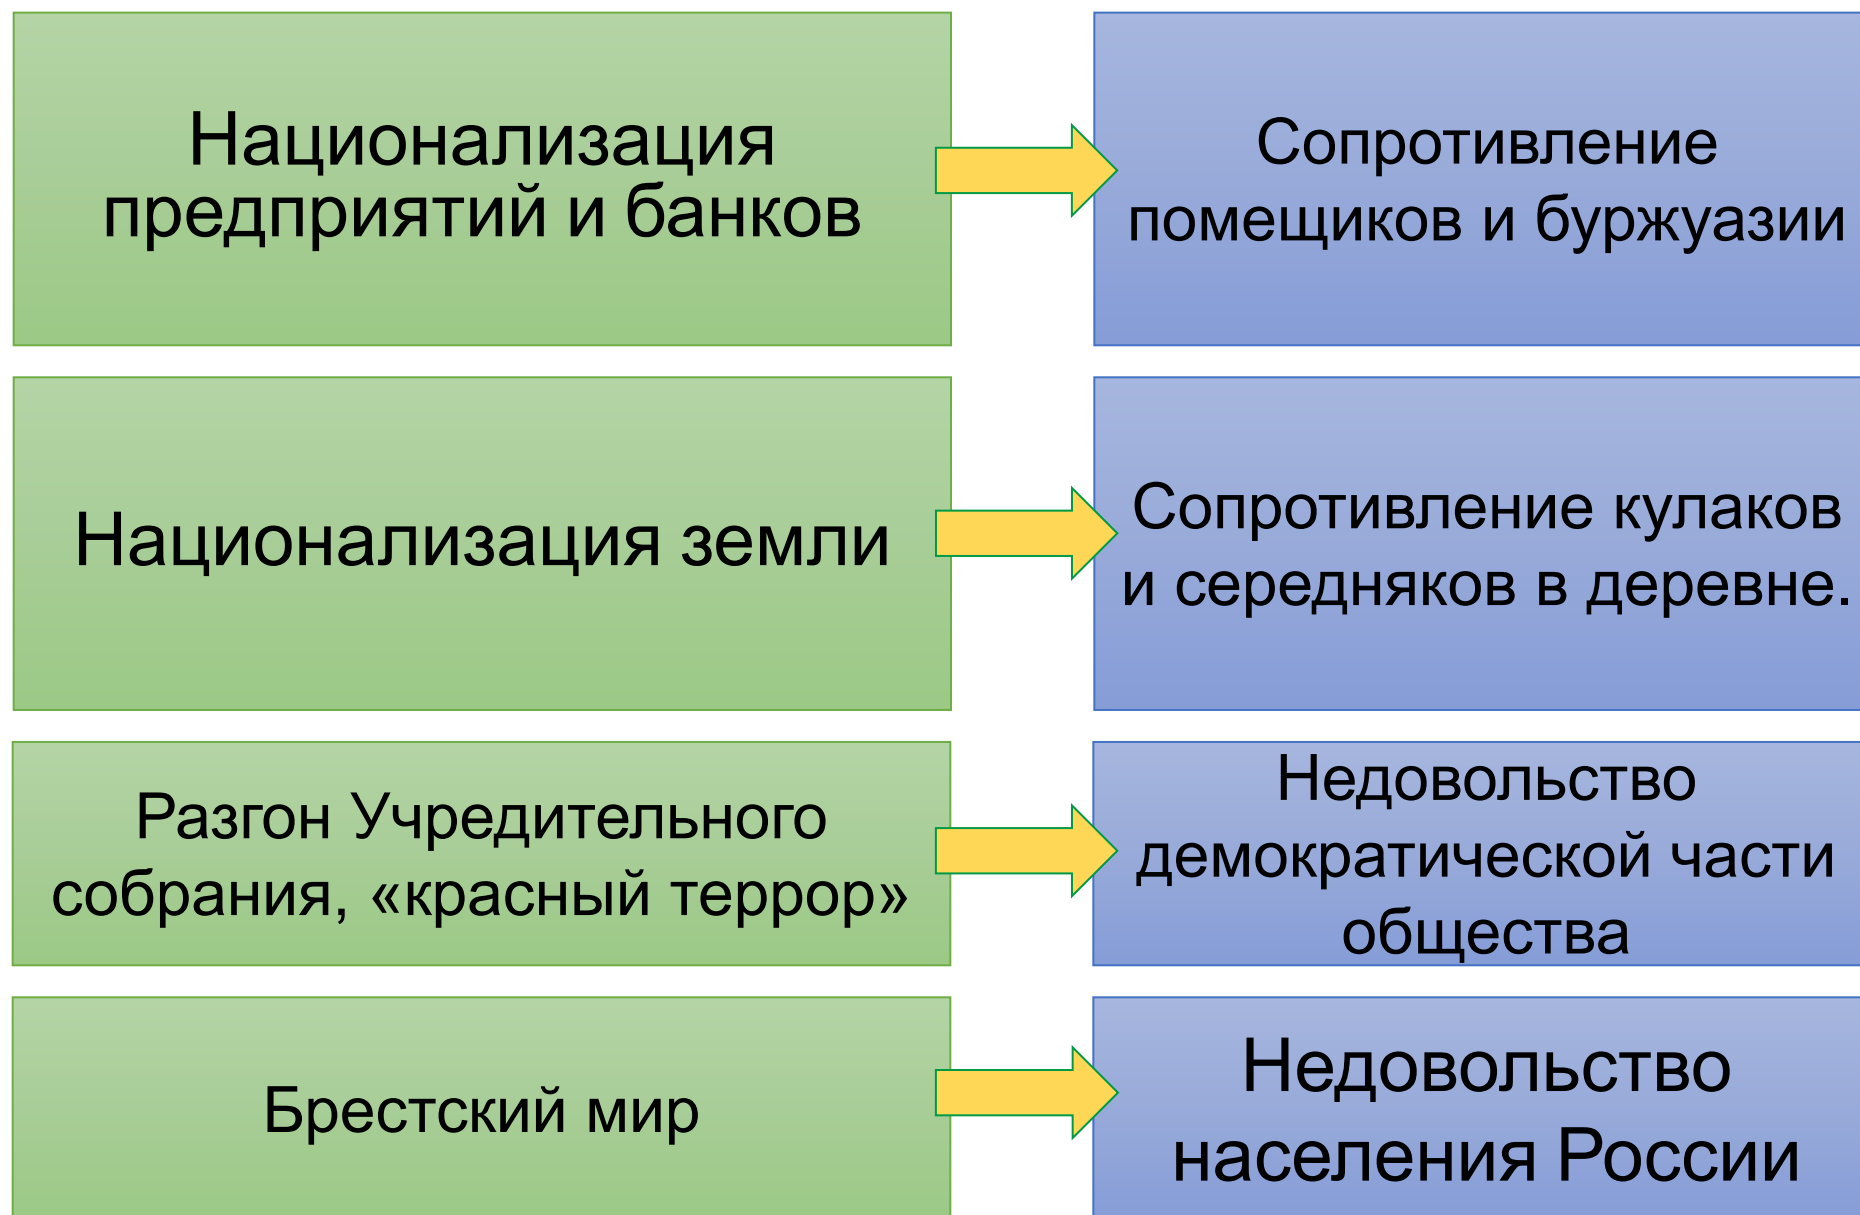 Национализация
предприятий и банков
Сопротивление
помещиков и буржуазии
Национализация земли
Сопротивление кулаков
и середняков в деревне.
Разгон Учредительного
собрания, «красный террор»
Недовольство
демократической части
общества
Брестский мир
Недовольство
населения России